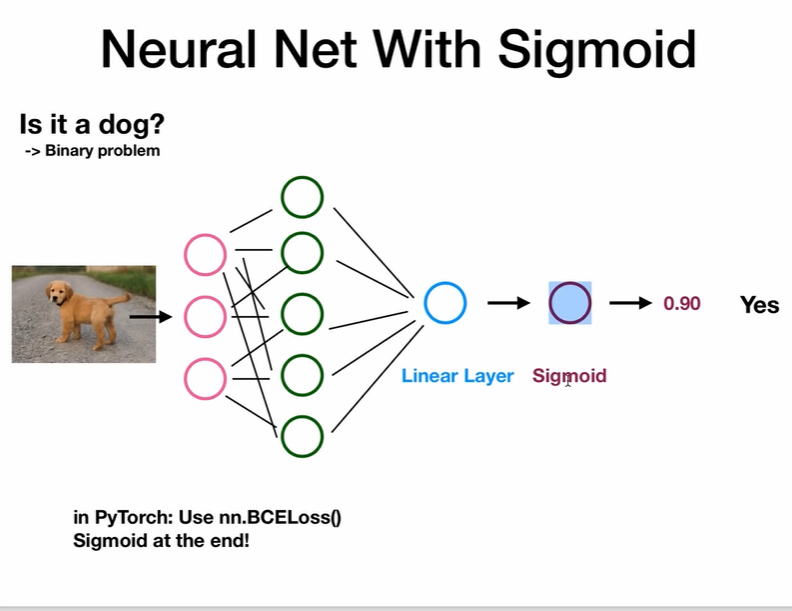 Neural Net With Sigmoid
Is it a dog?
-> Binary problem
0.90 Yes
Linear Layer Sigmoid
in PyTorch: Use nn.BCELoss()
Sigmoid at the end!